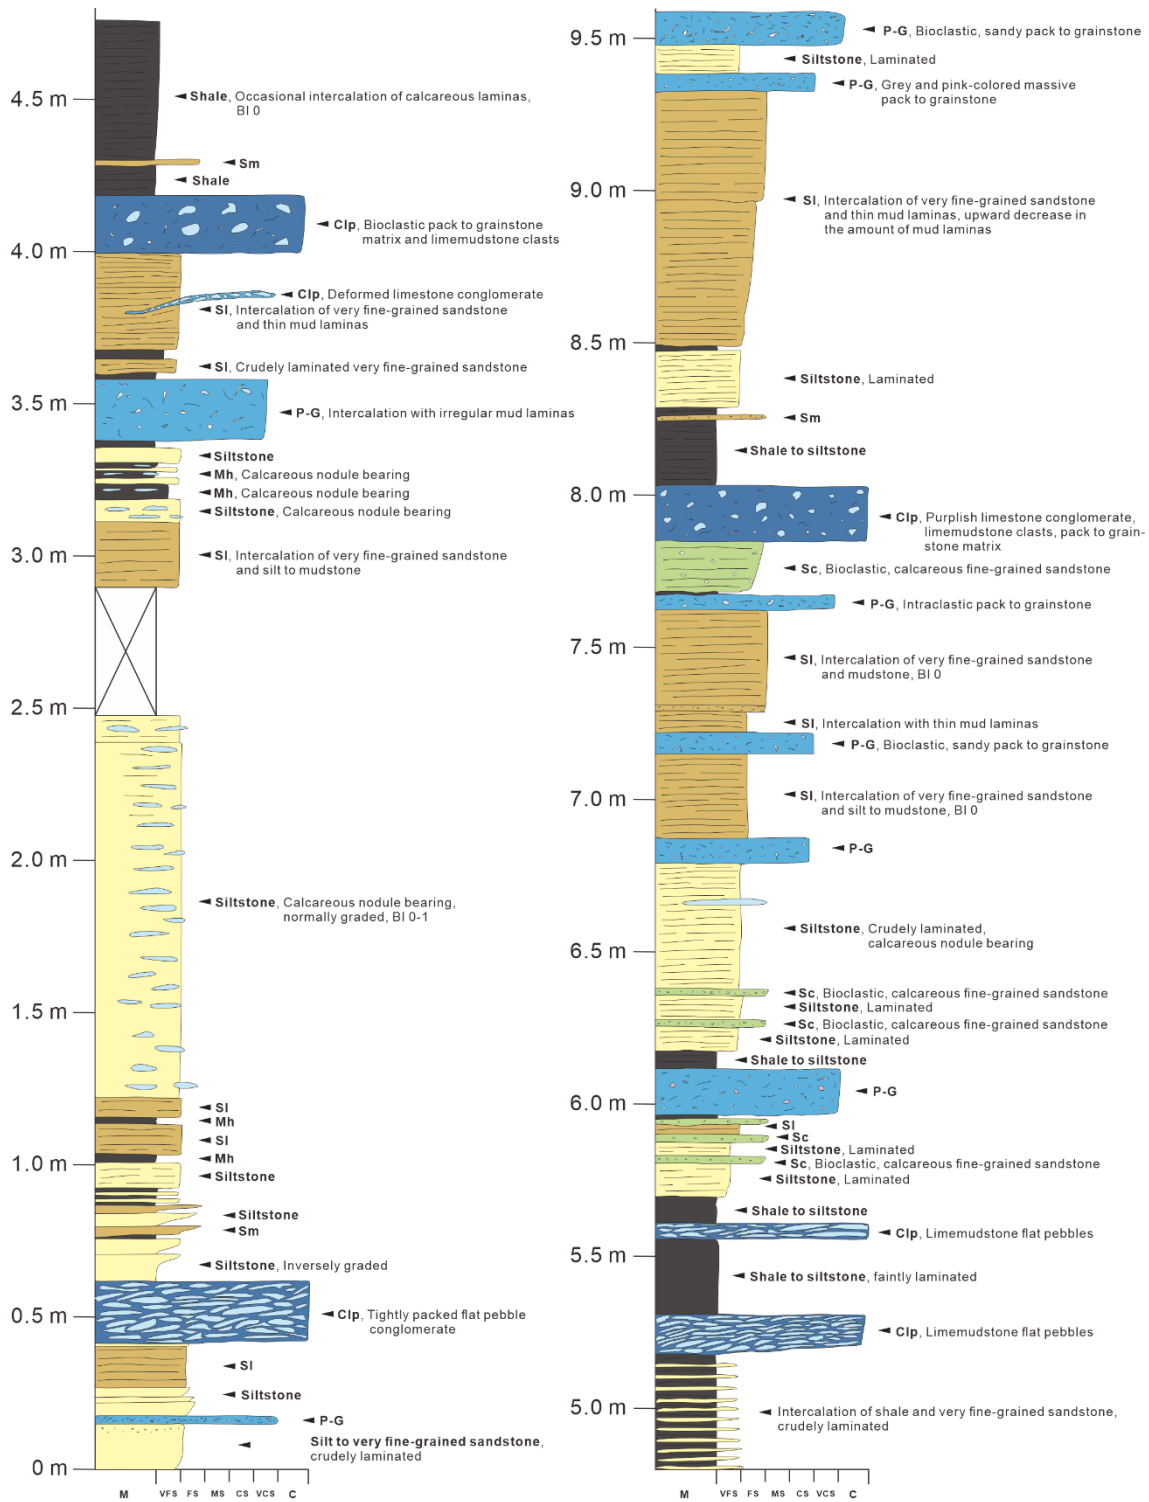 4.5 m
Shale, Occasional intercalation of calcareous laminas,
BI 0
Sm
Shale
Clp, Bioclastic pack to grainstone
matrix and limemudstone clasts
4.0 m
Clp, Deformed limestone conglomerate
Sl, Intercalation of very fine-grained sandstone
and thin mud laminas
Sl, Crudely laminated very fine-grained sandstone
3.5 m
P-G, Intercalation with irregular mud laminas
Siltstone
Mh, Calcareous nodule bearing
Mh, Calcareous nodule bearing
Siltstone, Calcareous nodule bearing
3.0 m
Sl, Intercalation of very fine-grained sandstone
and silt to mudstone
2.5 m
2.0 m
Siltstone, Calcareous nodule bearing,
normally graded, BI 0-1
1.5 m
Sl
Mh
Sl
Mh
1.0 m
Siltstone
Siltstone
Sm
Siltstone, Inversely graded
0.5 m
Clp, Tightly packed flat pebble
conglomerate
Sl
Siltstone
P-G
Silt to very fine-grained sandstone,
crudely laminated
0 m
M VFS FS MS CS VCS C
9.5 m
P-G, Bioclastic, sandy pack to grainstone
Siltstone, Laminated
P-G, Grey and pink-colored massive
pack to grainstone
9.0 m
Sl, Intercalation of very fine-grained sandstone
and thin mud laminas, upward decrease in
the amount of mud laminas
8.5 m
Siltstone, Laminated
Sm
Shale to siltstone
8.0 m
Clp, Purplish limestone conglomerate,
limemudstone clasts, pack to grain-
stone matrix
Sc, Bioclastic, calcareous fine-grained sandstone
P-G, Intraclastic pack to grainstone
7.5 m
Sl, Intercalation of very fine-grained sandstone
and mudstone, BI 0
Sl, Intercalation with thin mud laminas
P-G, Bioclastic, sandy pack to grainstone
7.0 m
Sl, Intercalation of very fine-grained sandstone
and silt to mudstone, BI 0
P-G
6.5 m
Siltstone, Crudely laminated,
calcareous nodule bearing
Sc, Bioclastic, calcareous fine-grained sandstone
Siltstone, Laminated
Sc, Bioclastic, calcareous fine-grained sandstone
Siltstone, Laminated
Shale to siltstone
6.0 m
P-G
Sl
Sc
Siltstone, Laminated
Sc, Bioclastic, calcareous fine-grained sandstone
Siltstone, Laminated
Shale to siltstone
Clp, Limemudstone flat pebbles
5.5 m
Shale to siltstone, faintly laminated
Clp, Limemudstone flat pebbles
5.0 m
Intercalation of shale and very fine-grained sandstone,
crudely laminated
M VFS FS MS CS VCS C